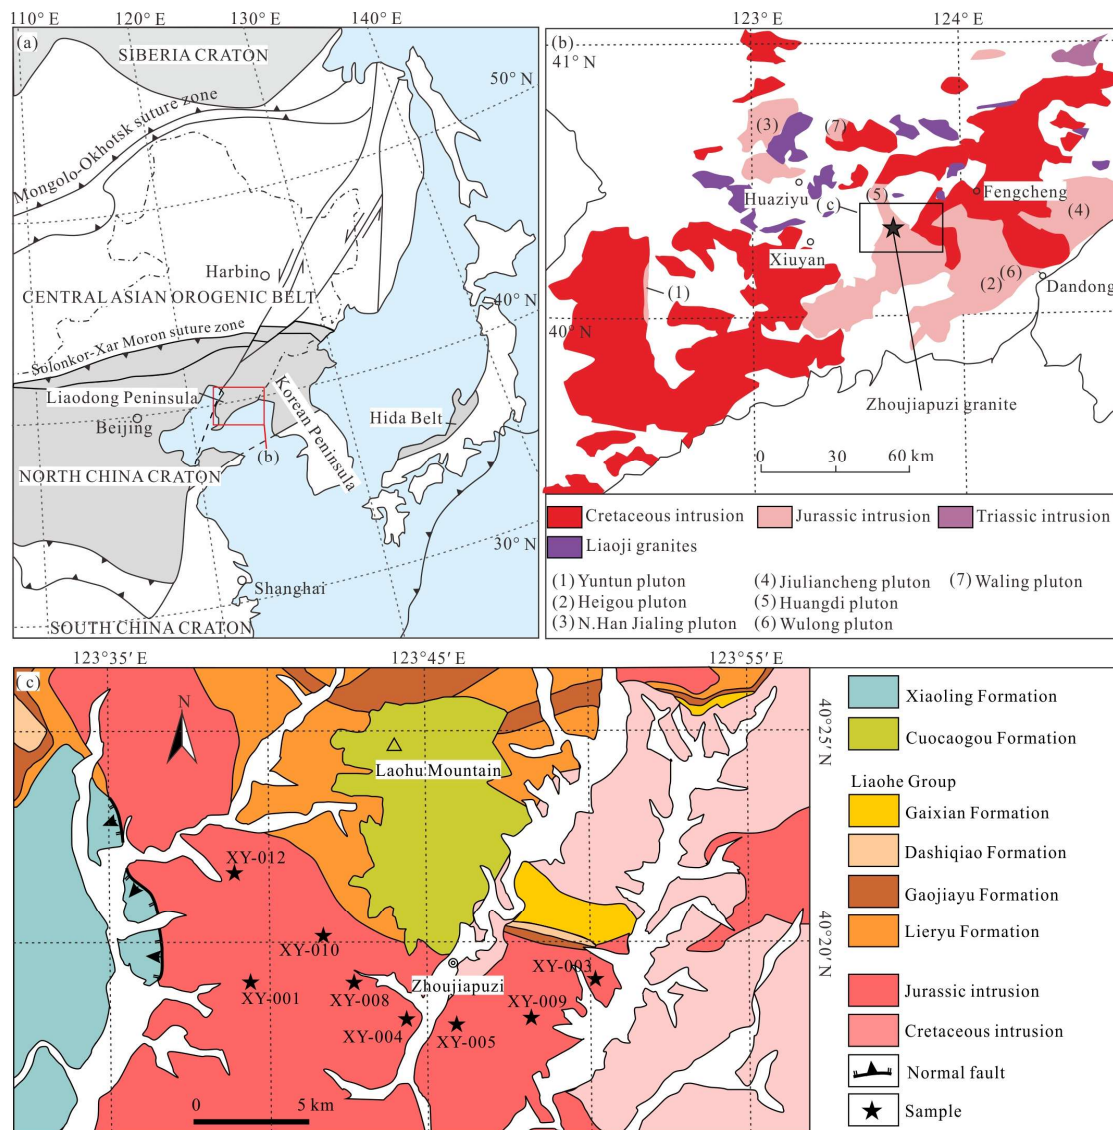 110° E 120° E 130° E 140° E
(a)
SIBERIA CRATON
50° N
Mongolo-Okhotsk suture zone
Harbin
CENTRAL ASIAN OROGENIC BELT
40° N
Solonkor-Xar Moron suture zone
Liaodong Peninsula
Beijing
Korean Peninsula
Hida Belt
(b)
NORTH CHINA CRATON
30° N
Shanghai
SOUTH CHINA CRATON
123° E 124° E
(b)
41° N
(3)
(7)
Huaziyu
(c)
(5)
Fengcheng
(4)
Xiuyan
(1)
(2)
(6)
Dandong
40° N
Zhoujiapuzi granite
0 30 60 km
Cretaceous intrusion
Jurassic intrusion
Triassic intrusion
Liaoji granites
(1) Yuntun pluton
(4) Jiuliancheng pluton
(7) Waling pluton
(2) Heigou pluton
(5) Huangdi pluton
(3) N.Han Jialing pluton
(6) Wulong pluton
123°35′ E 123°45′ E 123°55′ E
(c)
N
40°25′ N
Laohu Mountain
XY-012
XY-010
40°20′ N
XY-003
Zhoujiapuzi
XY-001
XY-008
XY-009
XY-004
XY-005
0 5 km
Xiaoling Formation
Cuocaogou Formation
Liaohe Group
Gaixian Formation
Dashiqiao Formation
Gaojiayu Formation
Lieryu Formation
Jurassic intrusion
Cretaceous intrusion
Normal fault
Sample